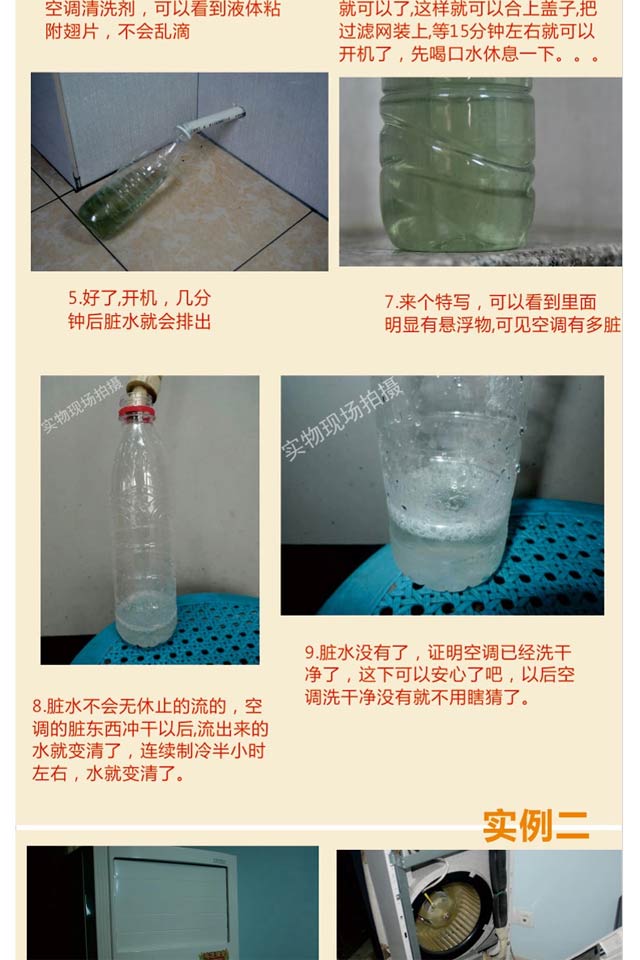 空调清洗剂，可以看到液体粘
附翅片，不会乱滴
就可以了,这样就可以合上盖子,把
过滤网装上,等15分钟左右就可以
开机了，先喝口水休息一下。。。
5.好了,开机，几分
钟后脏水就会排出
7.来个特写，可以看到里面
明显有悬浮物,可见空调有多脏
实物现场拍摄
实物现场拍摄
8.脏水不会无休止的流的，空
调的脏东西冲干以后,流出来的
水就变清了，连续制冷半小时
左右，水就变清了。
9.脏水没有了，证明空调已经洗干
净了，这下可以安心了吧，以后空
调洗干净没有就不用瞎猜了。
实例二